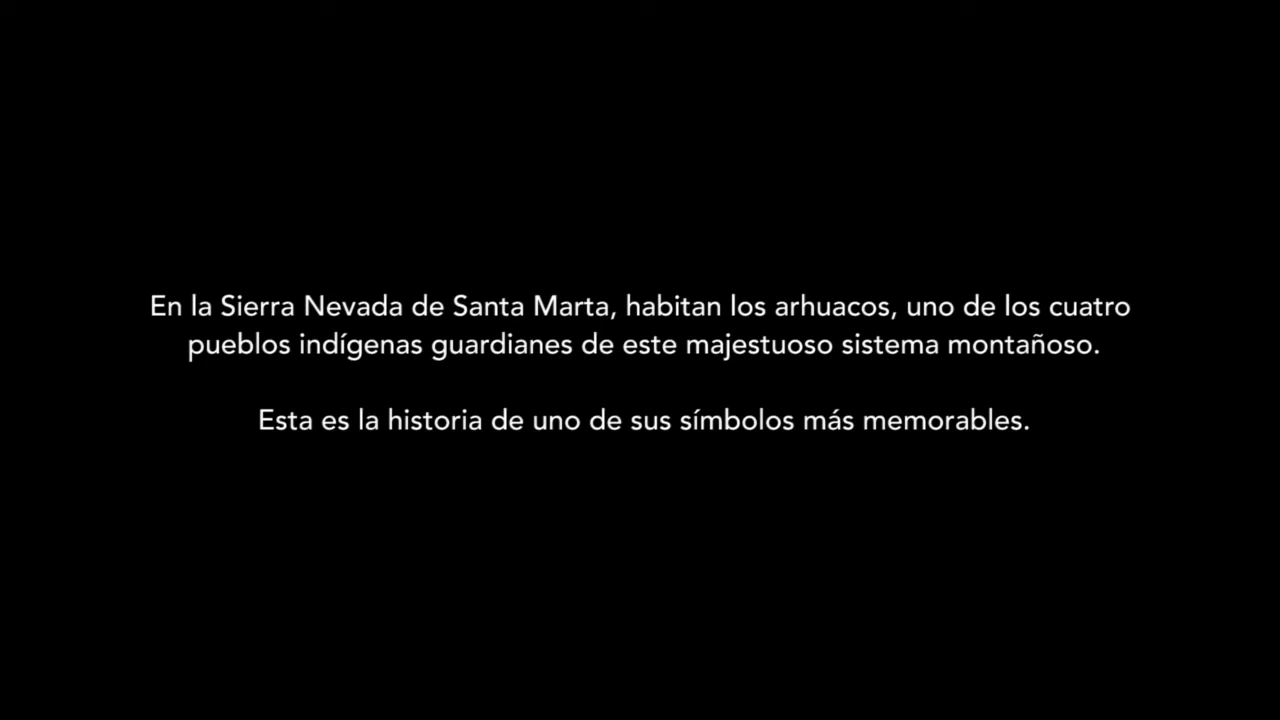 En la Sierra Nevada de Santa Marta, habitan los arhuacos, uno de los cuatro
pueblos indígenas guardianes de este majestuoso sistema montañoso.
Esta es la historia de uno de sus símbolos más memorables.